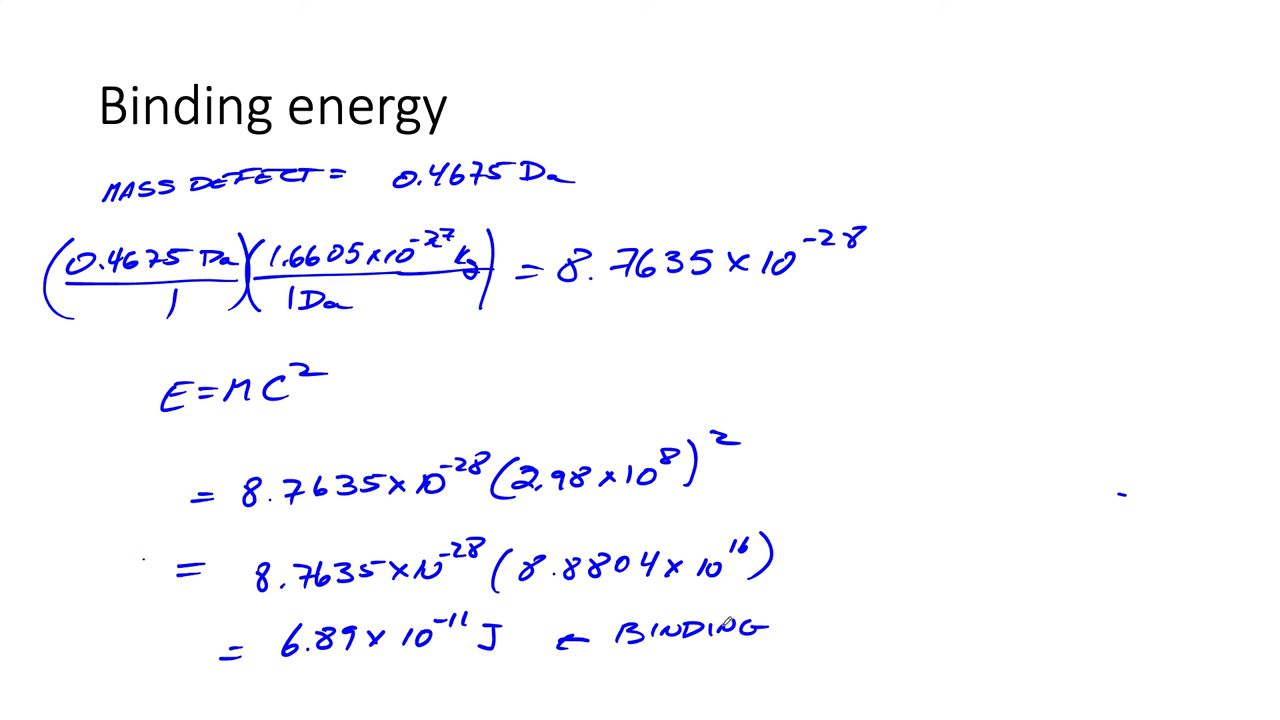 Binding energy
MASS DEFECT = 0.4675 Da
(0.4675 Da / 1)(1.6605 × 10^-27 kg / 1 Da) = 8.7635 × 10^-28
E = MC^2
= 8.7635 × 10^-28 (2.98 × 10^8)^2
= 8.7635 × 10^-28 (8.8804 × 10^16)
= 6.89 × 10^-11 J ← BINDING